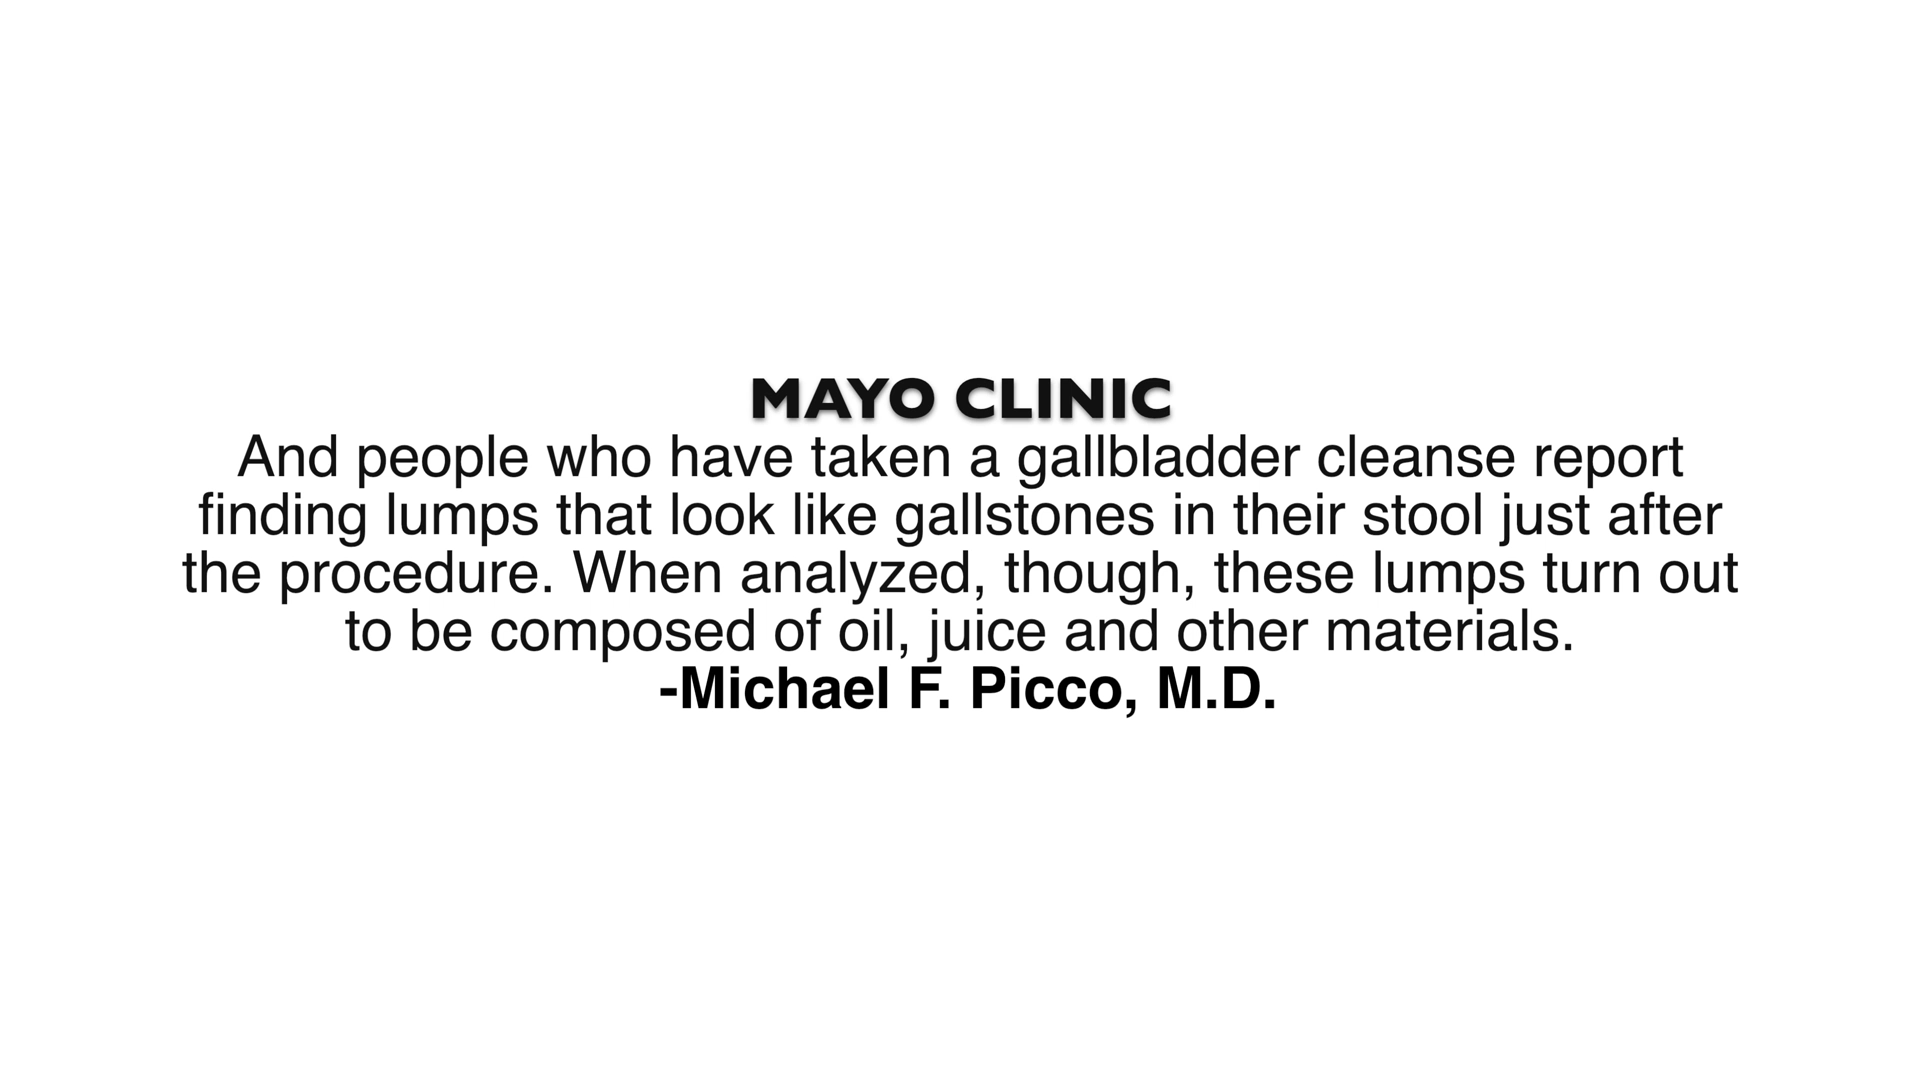 MAYO CLINIC
And people who have taken a gallbladder cleanse report
finding lumps that look like gallstones in their stool just after
the procedure. When analyzed, though, these lumps turn out
to be composed of oil, juice and other materials.
-Michael F. Picco, M.D.